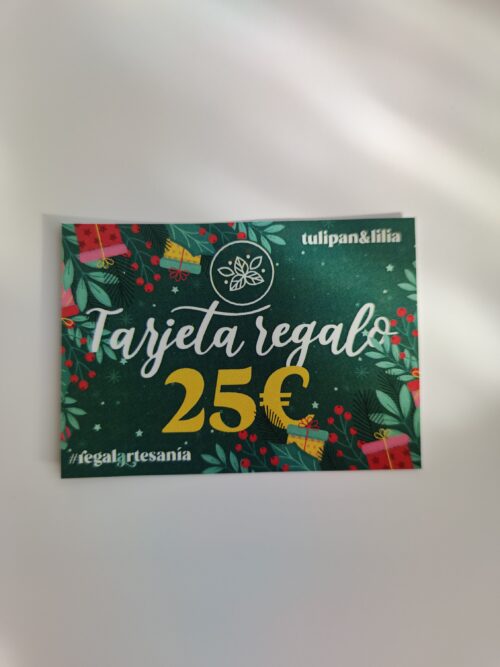 tulipan&lilia
Tarjeta regalo
25€
#regalartesanía